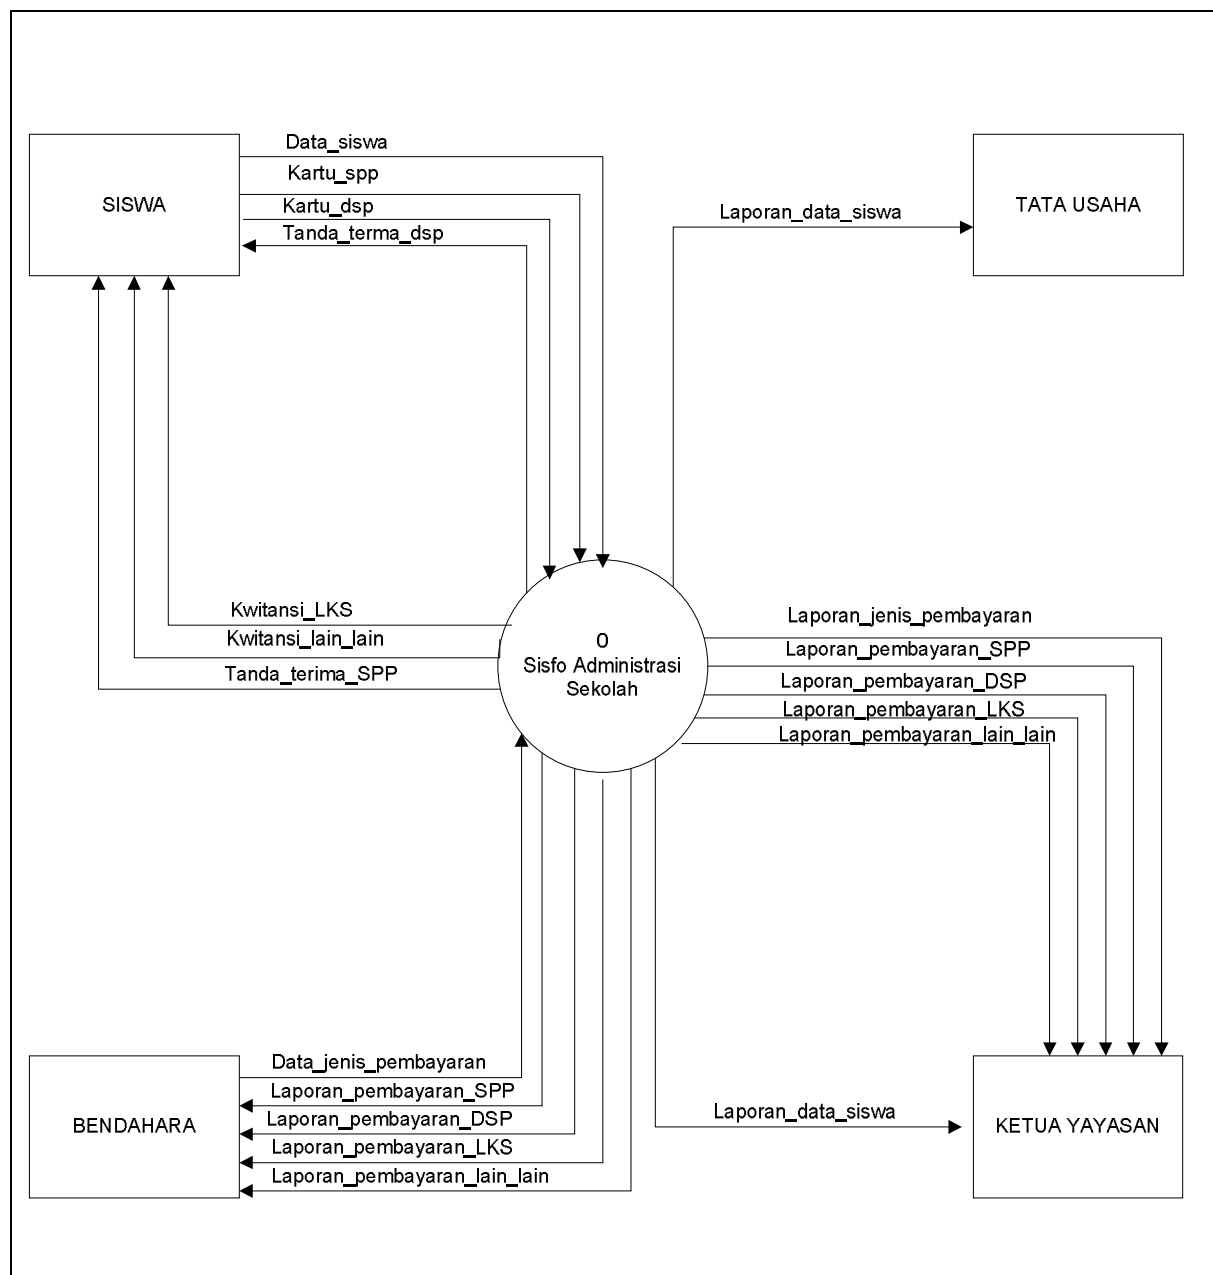 Data_siswa
Kartu_spp
SISWA
Kartu_dsp
Tanda_terma_dsp
TATA USAHA
Laporan_data_siswa
Kwitansi_LKS
Kwitansi_lain_lain
Tanda_terima_SPP
0
Sisfo Administrasi
Sekolah
Laporan_jenis_pembayaran
Laporan_pembayaran_SPP
Laporan_pembayaran_DSP
Laporan_pembayaran_LKS
Laporan_pembayaran_lain_lain
Data_jenis_pembayaran
Laporan_pembayaran_SPP
BENDAHARA
Laporan_pembayaran_DSP
Laporan_pembayaran_LKS
Laporan_pembayaran_lain_lain
Laporan_data_siswa
KETUA YAYASAN